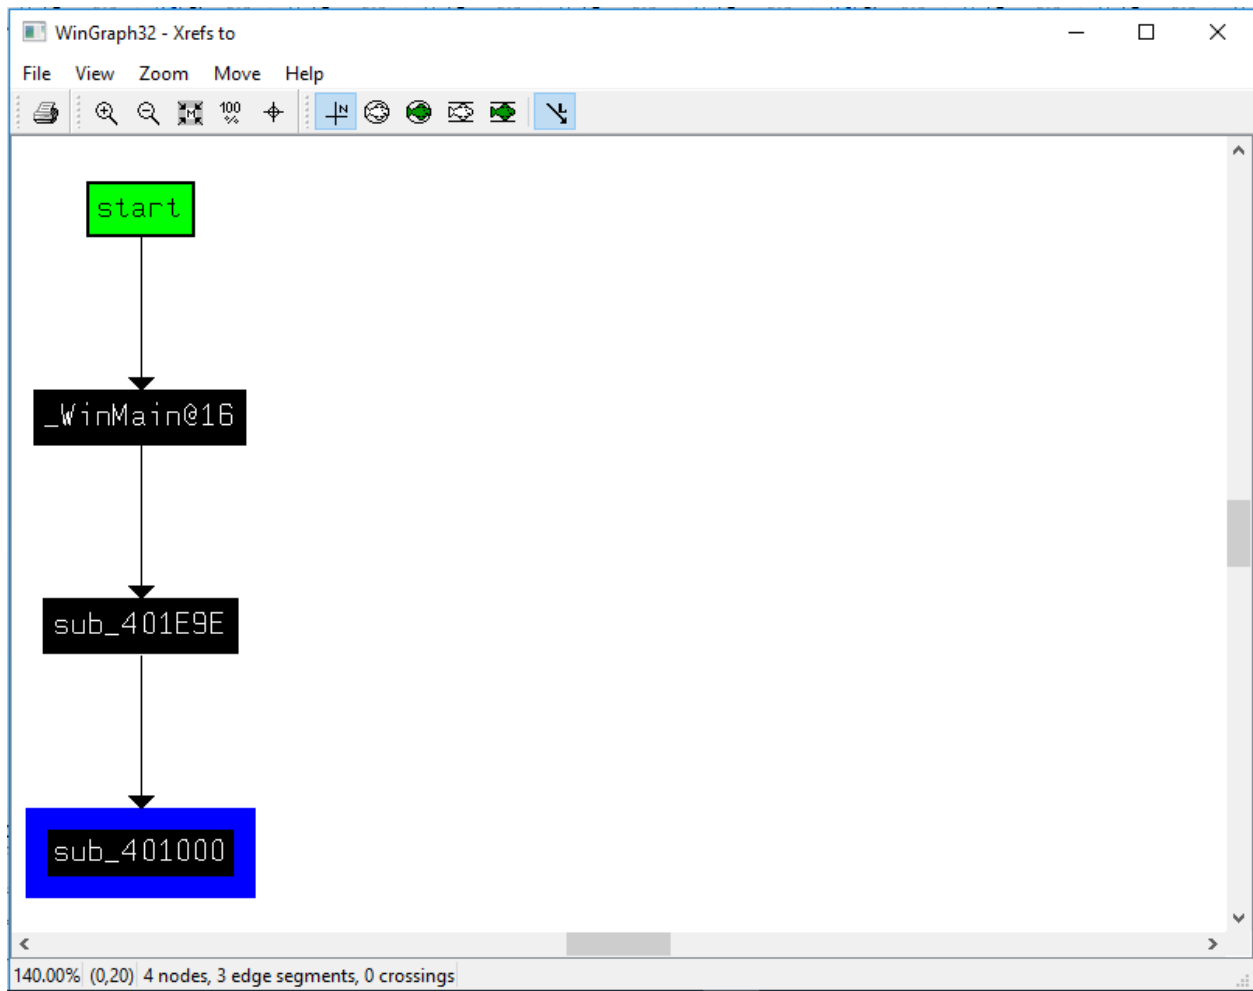 WinGraph32 - Xrefs to
File View Zoom Move Help
100 %
N
start
_WinMain@16
sub_401E9E
sub_401000
140.00% (0,20) 4 nodes, 3 edge segments, 0 crossings